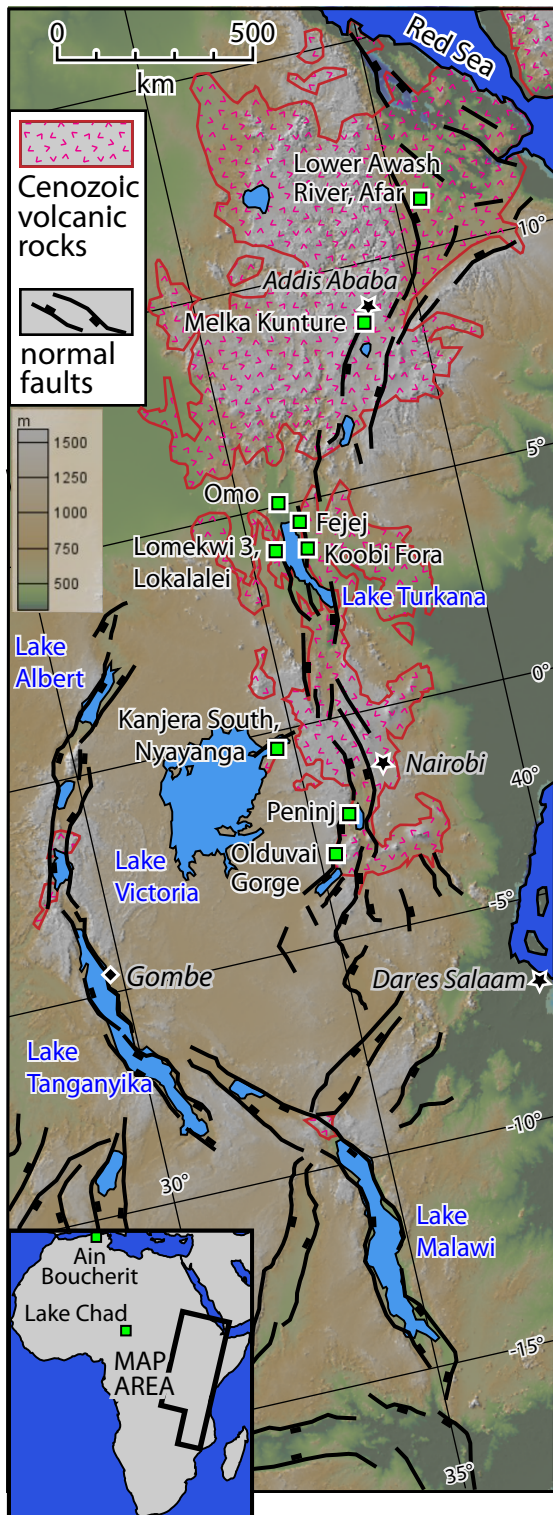 0 500
km
Red Sea
Cenozoic
volcanic
rocks
normal
faults
m
1500
1250
1000
750
500
Lower Awash
River, Afar
10°
Addis Ababa
Melka Kunture
5°
Omo
Fejej
Lomekwi 3,
Lokalalei
Koobi Fora
Lake Turkana
Lake
Albert
0°
Kanjera South,
Nyayanga
Nairobi
40°
Peninj
Lake
Victoria
Olduvai
Gorge
-5°
Gombe
Dar es Salaam
Lake
Tanganyika
-10°
30°
Lake
Malawi
Ain
Boucherit
Lake Chad
MAP
AREA
-15°
35°